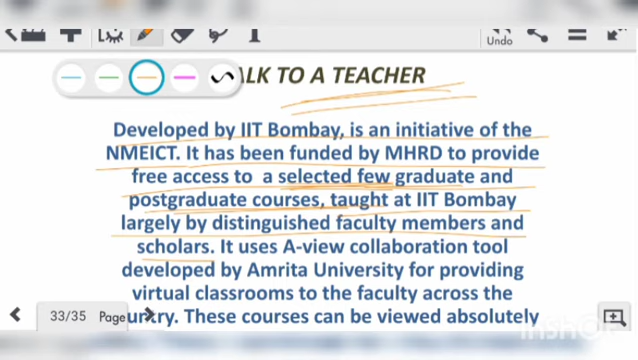 Undo
ALK TO A TEACHER
Developed by IIT Bombay, is an initiative of the
NMEICT. It has been funded by MHRD to provide
free access to a selected few graduate and
postgraduate courses, taught at IIT Bombay
largely by distinguished faculty members and
scholars. It uses A-view collaboration tool
developed by Amrita University for providing
virtual classrooms to the faculty across the
untry. These courses can be viewed absolutely
33/35 Page